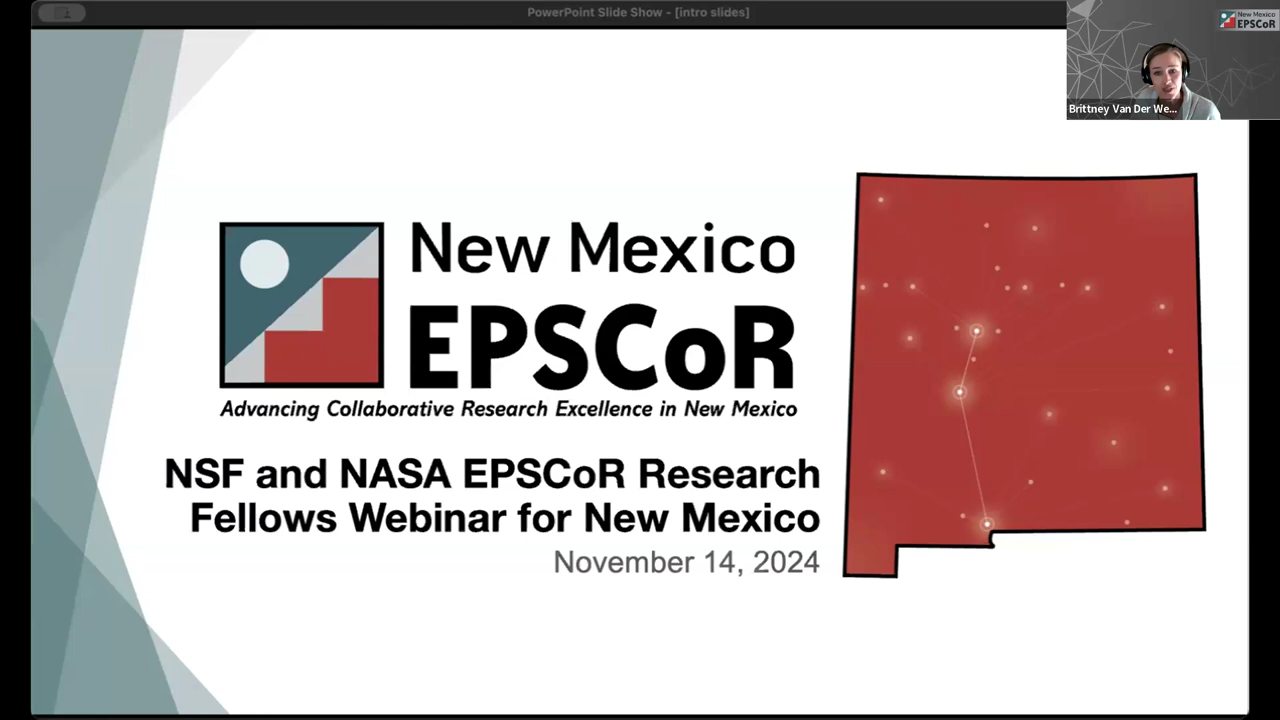 PowerPoint Slide Show - [intro slides]
New Mexico
EPSCoR
Brittney Van Der We...
New Mexico
EPSCoR
Advancing Collaborative Research Excellence in New Mexico
NSF and NASA EPSCoR Research
Fellows Webinar for New Mexico
November 14, 2024